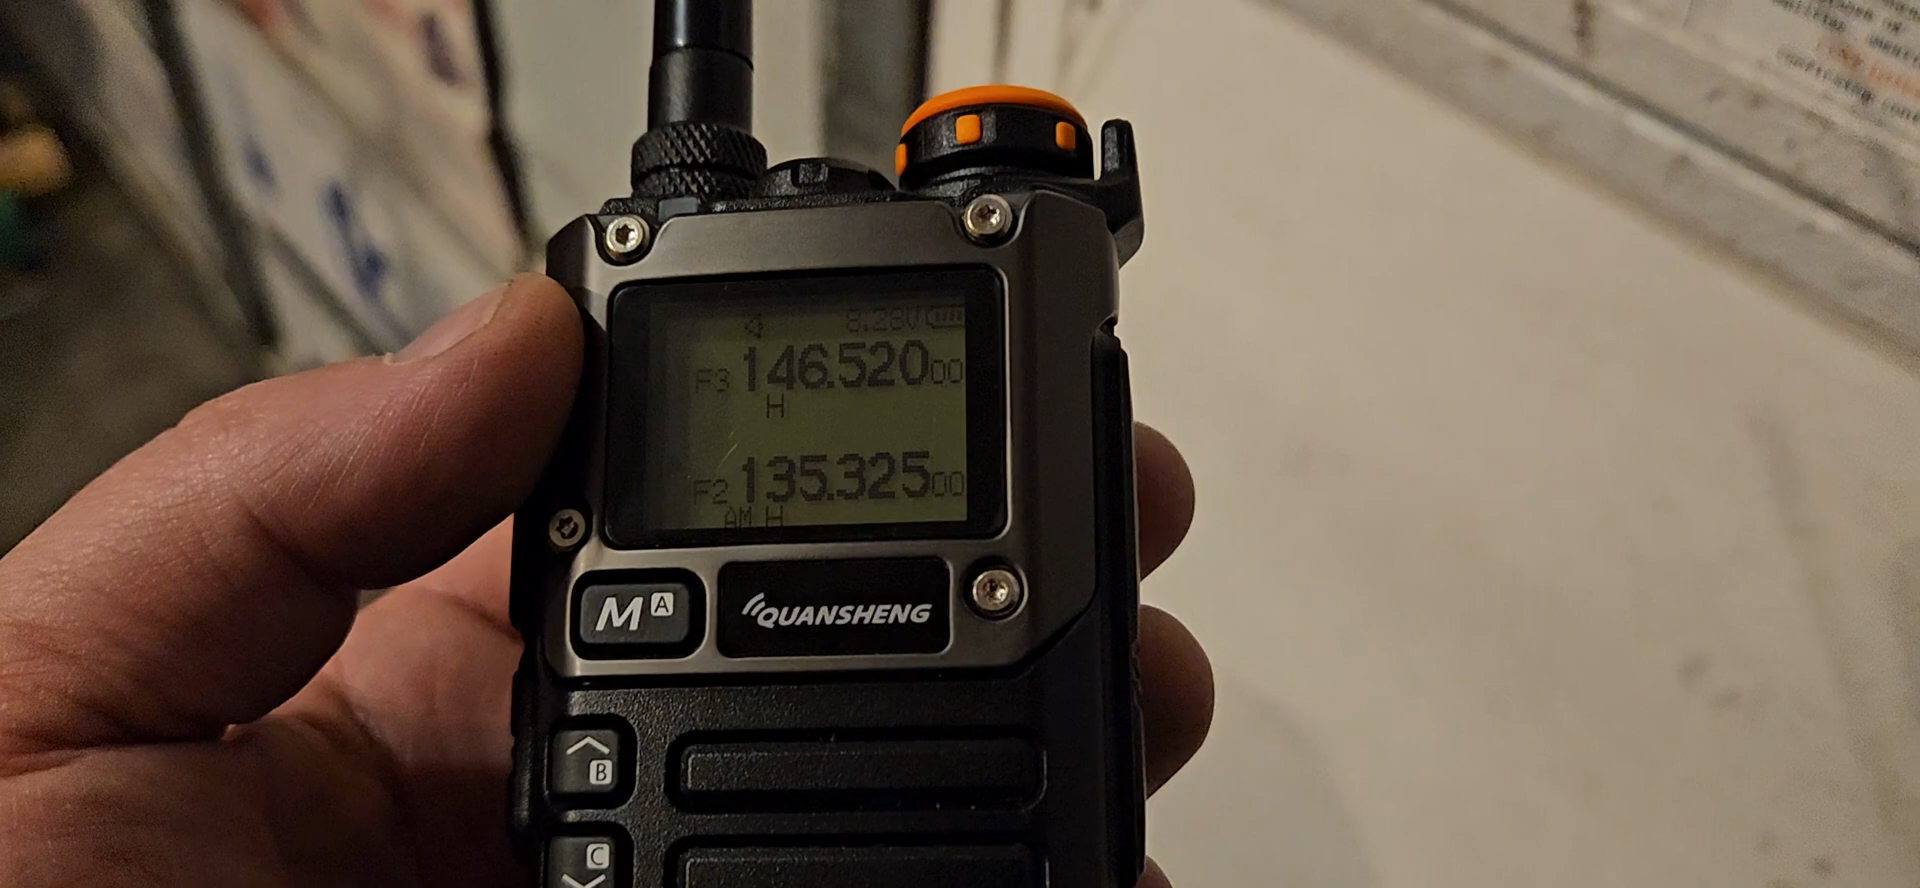 8.28V
F3 146.52000
H
F2 135.32500
AM H
M A
QUANSHENG
B
C